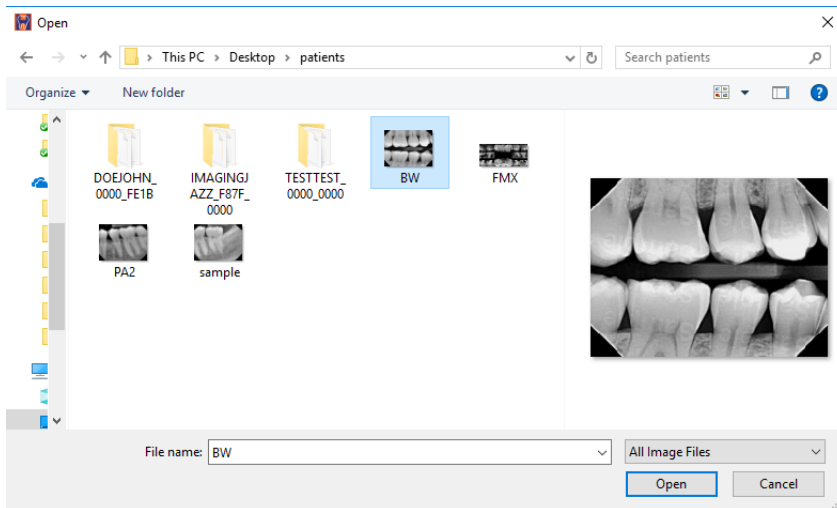 Open
This PC > Desktop > patients
Search patients
Organize
New folder
DOEJOHN_
0000_FE1B
IMAGINGJ
AZZ_F87F_
0000
TESTTEST_
0000_0000
BW
FMX
PA2
sample
File name:
BW
All Image Files
Open
Cancel